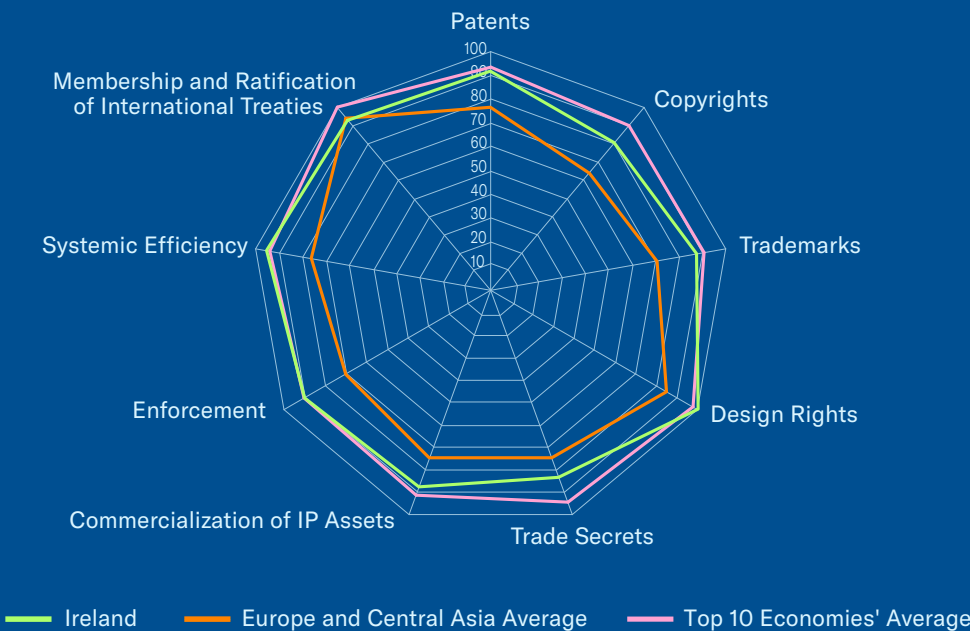 Patents
100
90
80
70
60
50
40
30
20
10
Membership and Ratification
of International Treaties
Copyrights
Systemic Efficiency
Trademarks
Enforcement
Design Rights
Commercialization of IP Assets
Trade Secrets
Ireland
Europe and Central Asia Average
Top 10 Economies' Average